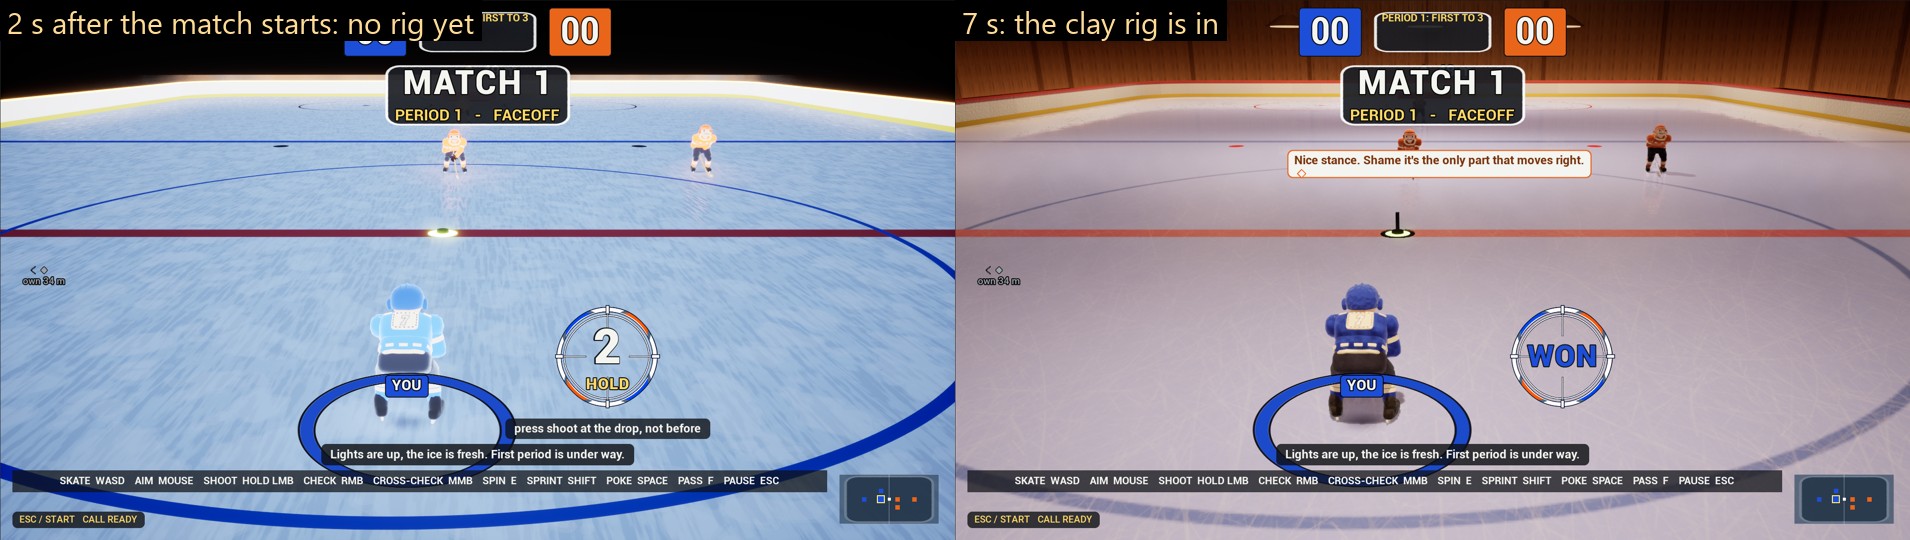 2 s after the match starts: no rig yet
IRST TO 3
00
MATCH 1
PERIOD 1 - FACEOFF
own 34 m
2
HOLD
YOU
press shoot at the drop, not before
Lights are up, the ice is fresh. First period is under way.
SKATE WASD AIM MOUSE SHOOT HOLD LMB CHECK RMB CROSS-CHECK MMB SPIN E SPRINT SHIFT POKE SPACE PASS F PAUSE ESC
ESC / START CALL READY
7 s: the clay rig is in
00
PERIOD 1: FIRST TO 3
00
MATCH 1
PERIOD 1 - FACEOFF
Nice stance. Shame it's the only part that moves right.
own 34 m
WON
YOU
Lights are up, the ice is fresh. First period is under way.
SKATE WASD AIM MOUSE SHOOT HOLD LMB CHECK RMB CROSS-CHECK MMB SPIN E SPRINT SHIFT POKE SPACE PASS F PAUSE ESC
ESC / START CALL READY